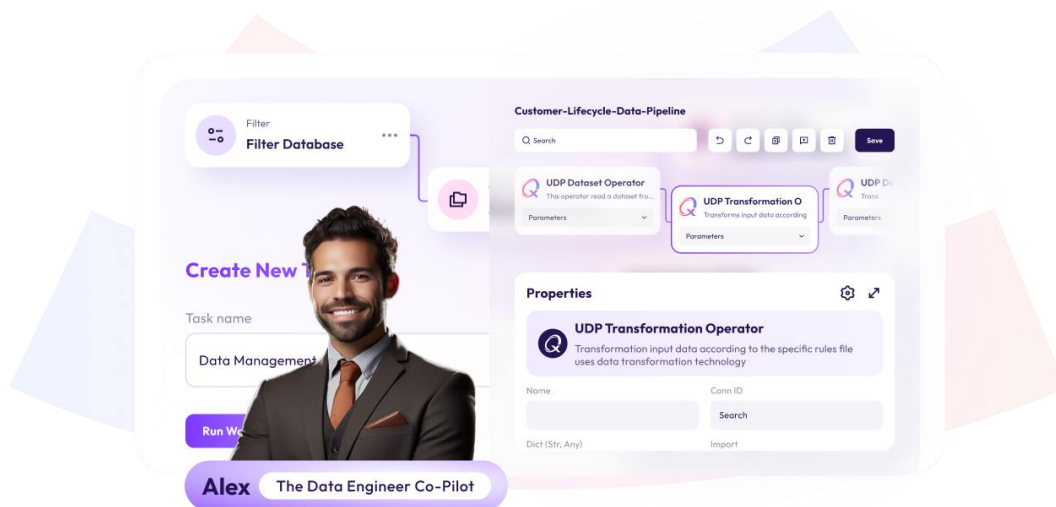 Filter
Filter Database
Create New T
Task name
Data Management
Run Wo
Alex
The Data Engineer Co-Pilot
Customer-Lifecycle-Data-Pipeline
Search
Save
UDP Dataset Operator
This operator read a dataset fro...
Parameters
UDP Transformation O
Transforms input data according
Parameters
UDP Da
Trans
Parameters
Properties
UDP Transformation Operator
Transformation input data according to the specific rules file
uses data transformation technology
Name
Conn ID
Search
Dict (Str, Any)
Import